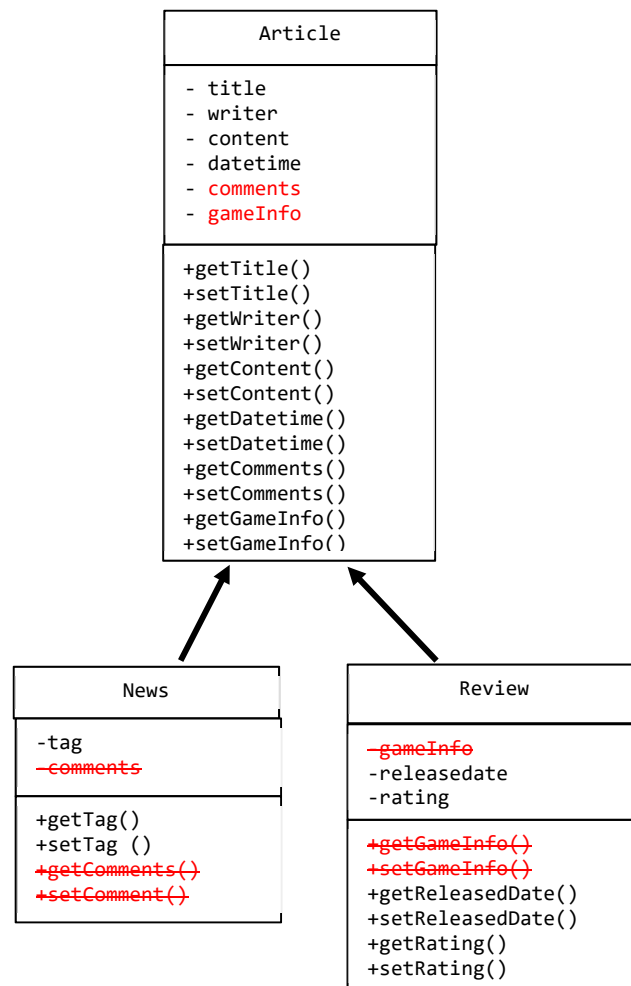 Article
- title
- writer
- content
- datetime
- comments
- gameInfo
+getTitle()
+setTitle()
+getWriter()
+setWriter()
+getContent()
+setContent()
+getDatetime()
+setDatetime()
+getComments()
+setComments()
+getGameInfo()
+setGameInfo()
News
-tag
-comments
+getTag()
+setTag ()
+getComments()
+setComment()
Review
-gameInfo
-releasedate
-rating
+getGameInfo()
+setGameInfo()
+getReleasedDate()
+setReleasedDate()
+getRating()
+setRating()